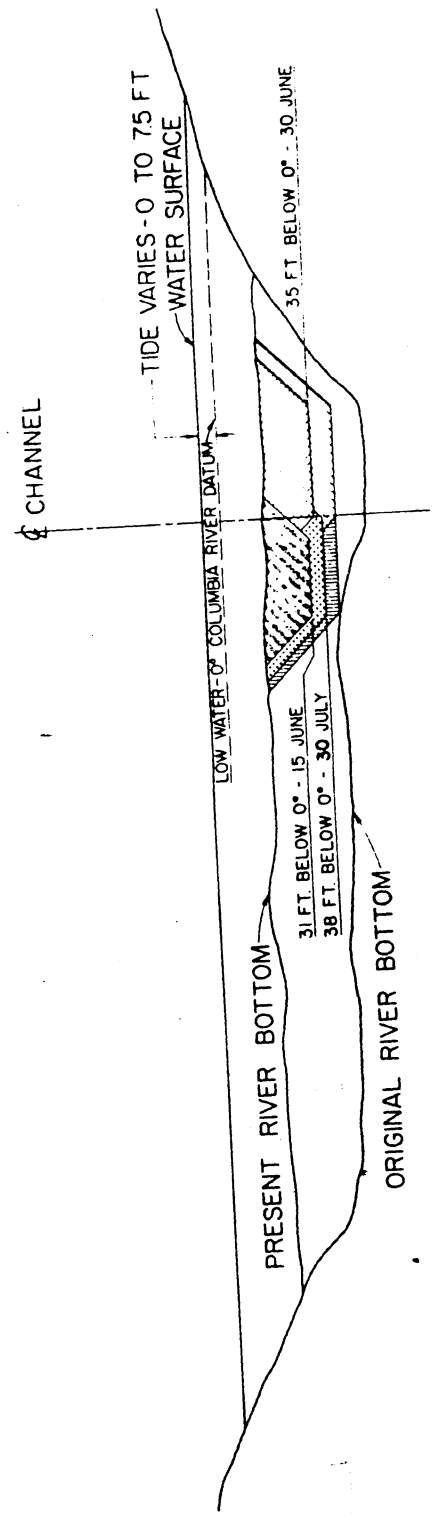 ℄ CHANNEL
TIDE VARIES-0 TO 7.5 FT
WATER SURFACE
LOW WATER-0° COLUMBIA RIVER DATUM
35 FT BELOW 0° - 30 JUNE
31 FT. BELOW 0° - 15 JUNE
38 FT. BELOW 0° - 30 JULY
PRESENT RIVER BOTTOM
ORIGINAL RIVER BOTTOM